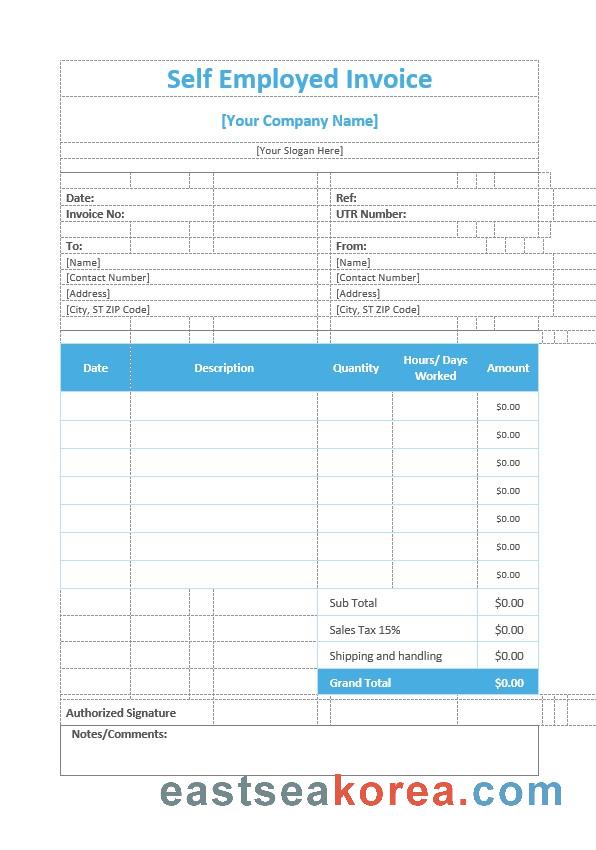 Self Employed Invoice
[Your Company Name]
[Your Slogan Here]
Date: Ref:
Invoice No: UTR Number:
To: From:
[Name] [Name]
[Contact Number] [Contact Number]
[Address] [Address]
[City, ST ZIP Code] [City, ST ZIP Code]
Date Description Quantity Hours/ Days Worked Amount
$0.00
$0.00
$0.00
$0.00
$0.00
$0.00
$0.00
Sub Total $0.00
Sales Tax 15% $0.00
Shipping and handling $0.00
Grand Total $0.00
Authorized Signature
Notes/Comments:
eastseakorea.com